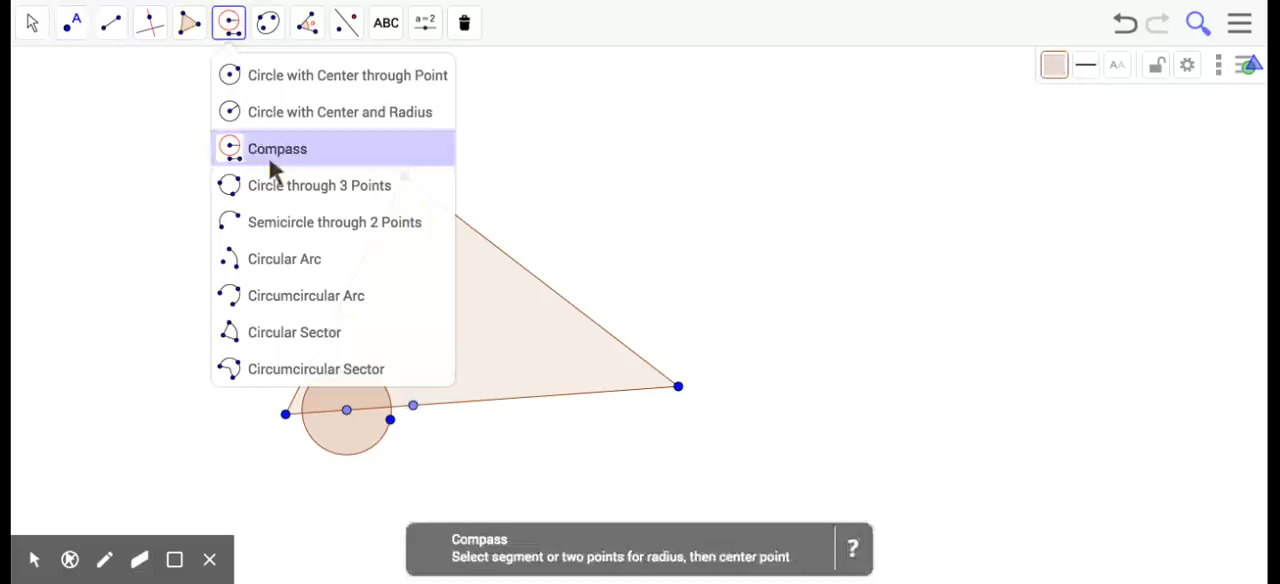 A
ABC
a=2
AA
Circle with Center through Point
Circle with Center and Radius
Compass
Circle through 3 Points
Semicircle through 2 Points
Circular Arc
Circumcircular Arc
Circular Sector
Circumcircular Sector
Compass
Select segment or two points for radius, then center point
?